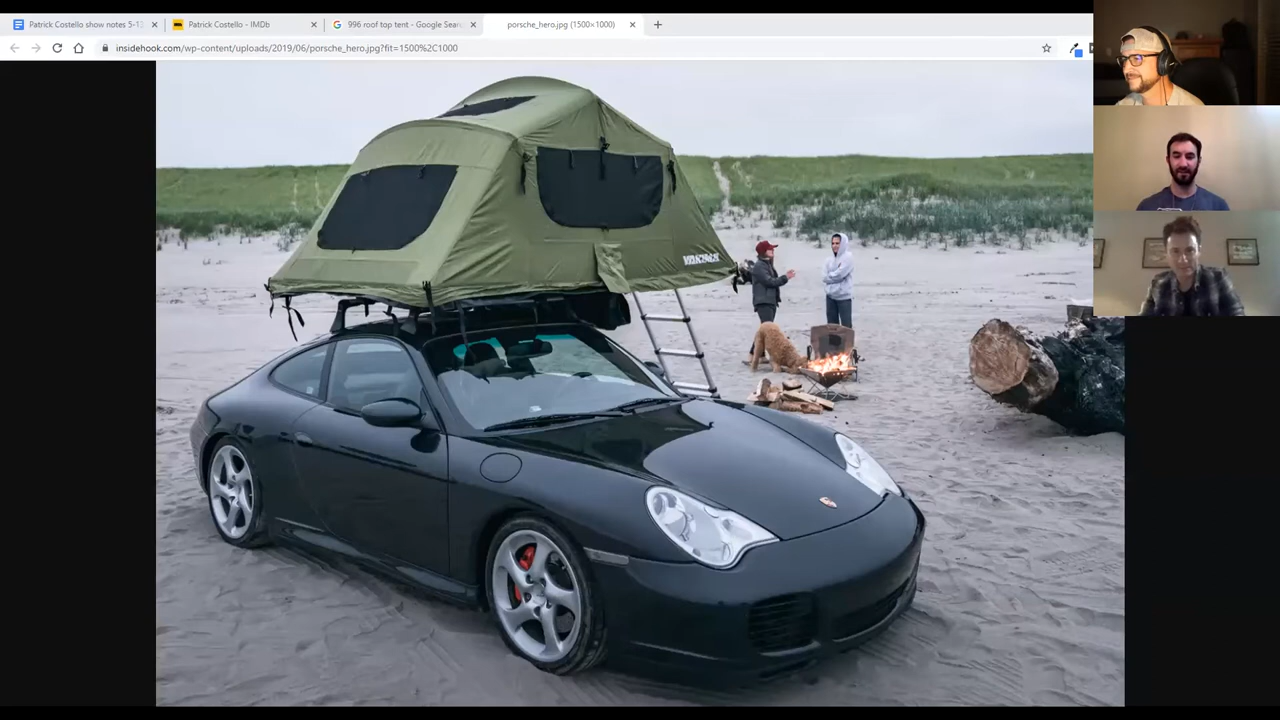 Patrick Costello show notes 5-12
Patrick Costello - IMDb
996 roof top tent - Google Sear
porsche_hero.jpg (1500×1000)
insidehook.com/wp-content/uploads/2019/06/porsche_hero.jpg?fit=1500%2C1000
YAKIMA